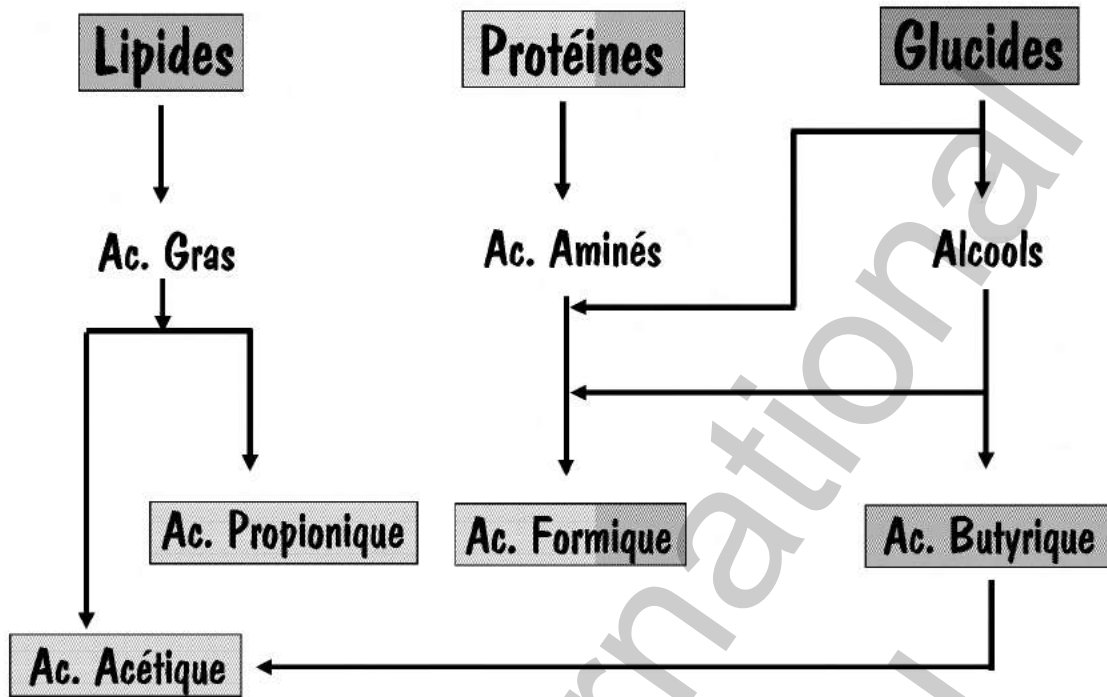 Lipides
Protéines
Glucides
Ac. Gras
Ac. Aminés
Alcools
Ac. Propionique
Ac. Formique
Ac. Butyrique
Ac. Acétique